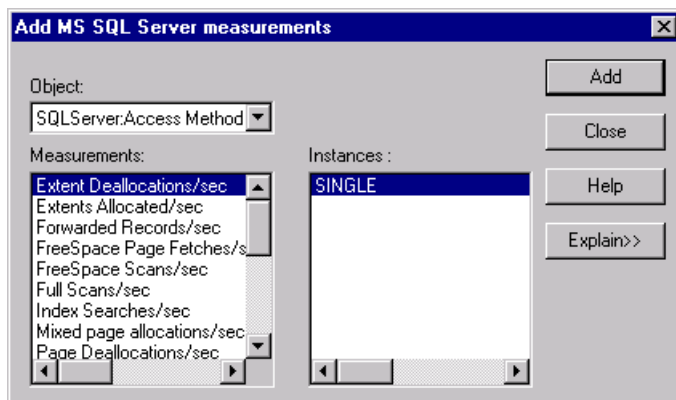 Add MS SQL Server measurements
Object:
SQLServer:Access Method
Measurements:
Extent Deallocations/sec
Extents Allocated/sec
Forwarded Records/sec
FreeSpace Page Fetches/s
FreeSpace Scans/sec
Full Scans/sec
Index Searches/sec
Mixed page allocations/sec
Page Deallocations/sec
Instances :
SINGLE
Add
Close
Help
Explain>>